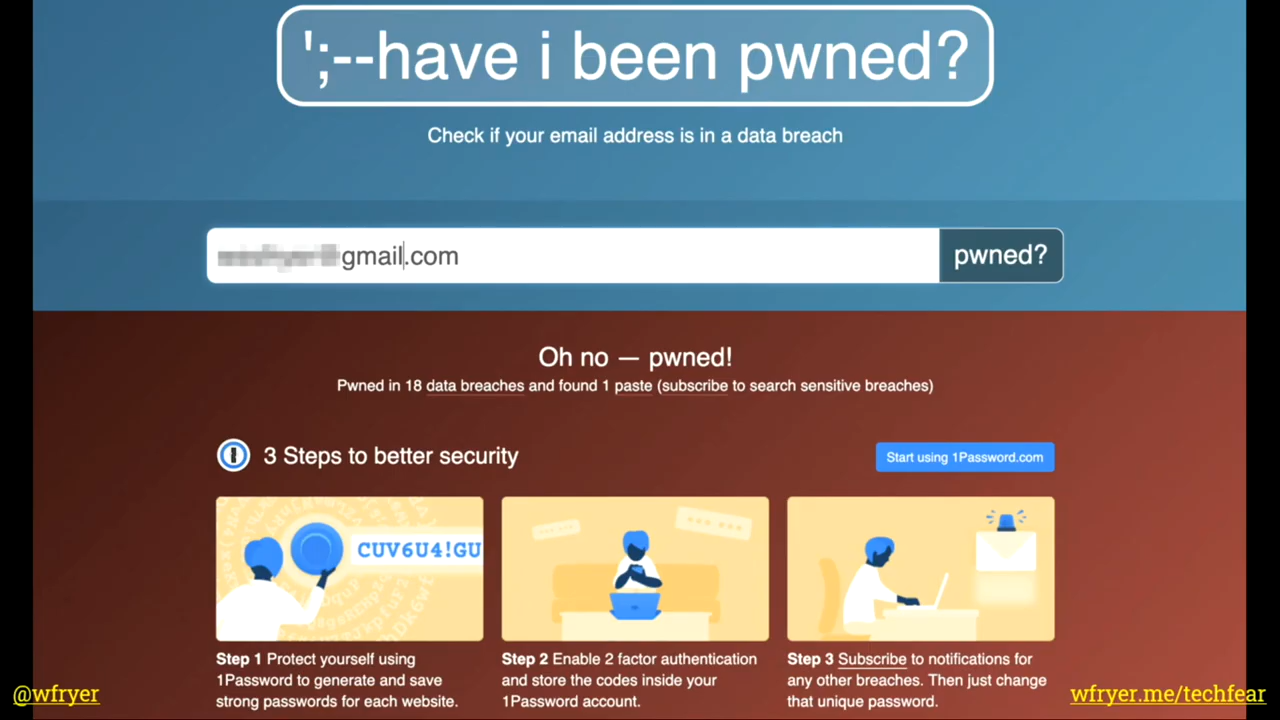 ';--have i been pwned?
Check if your email address is in a data breach
gmail.com
pwned?
Oh no — pwned!
Pwned in 18 data breaches and found 1 paste (subscribe to search sensitive breaches)
3 Steps to better security
Start using 1Password.com
CUV6U4!GU
Step 1 Protect yourself using
1Password to generate and save
strong passwords for each website.
Step 2 Enable 2 factor authentication
and store the codes inside your
1Password account.
Step 3 Subscribe to notifications for
any other breaches. Then just change
that unique password.
@wfryer
wfryer.me/techfear